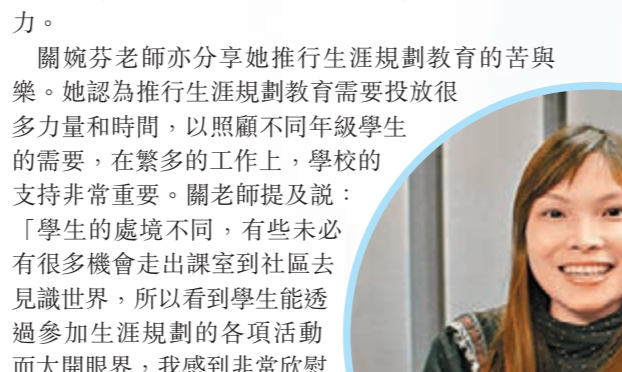 力。
關婉芬老師亦分享她推行生涯規劃教育的苦與
樂。她認為推行生涯規劃教育需要投放很
多力量和時間，以照顧不同年級學生
的需要，在繁多的工作上，學校的
支持非常重要。關老師提及說：
「學生的處境不同，有些未必
有很多機會走出課室到社區去
見識世界，所以看到學生能透
過參加生涯規劃的各項活動
而大開眼界，我感到非常欣慰